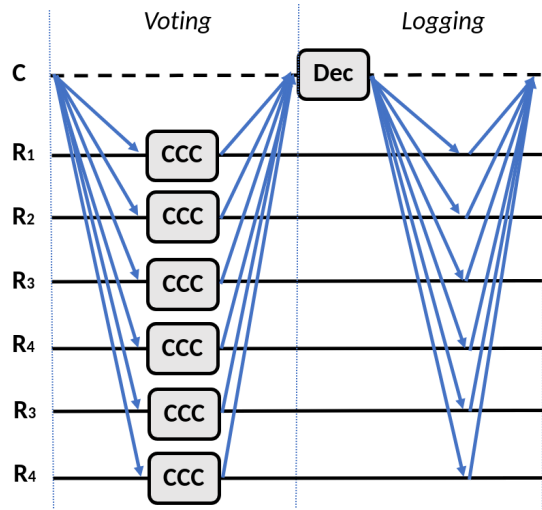 Voting Logging
C Dec
R1 CCC
R2 CCC
R3 CCC
R4 CCC
R3 CCC
R4 CCC